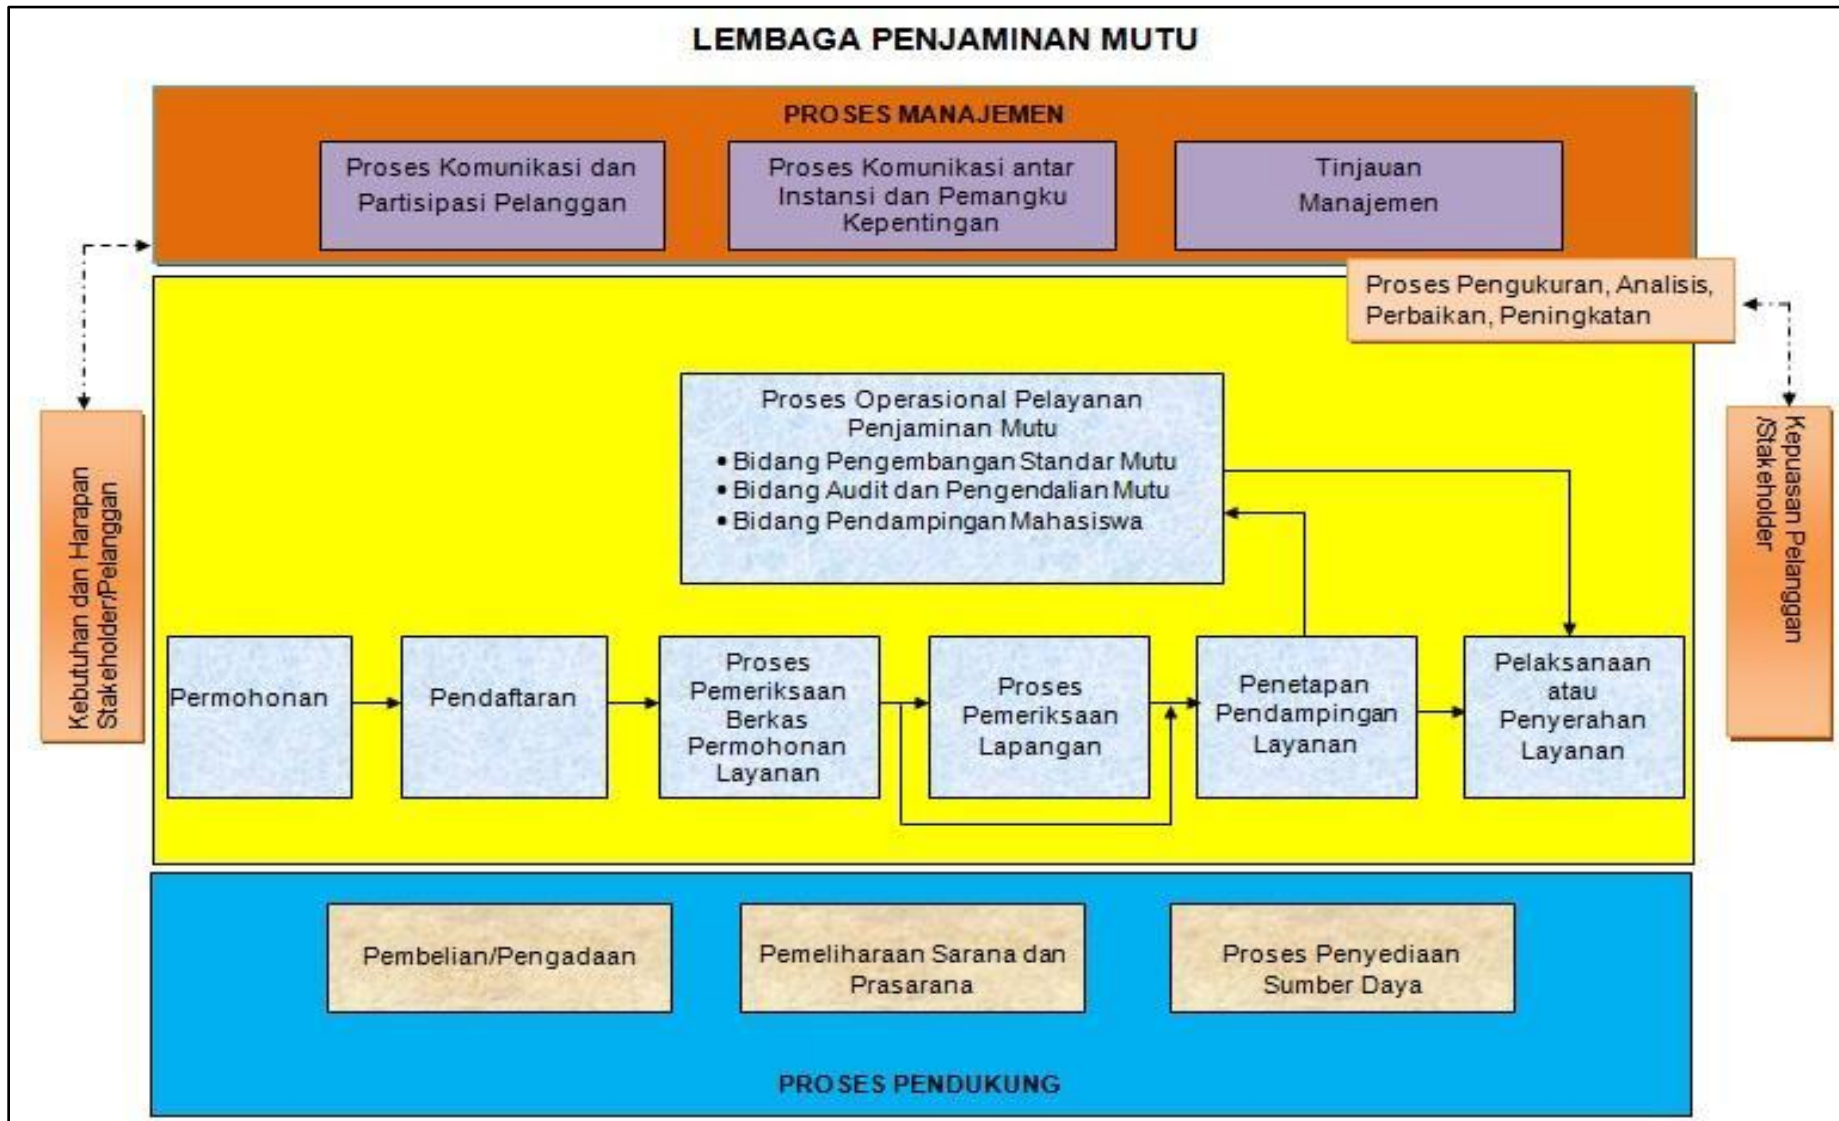 LEMBAGA PENJAMINAN MUTU
PROSES MANAJEMEN
Proses Komunikasi dan
Partisipasi Pelanggan
Proses Komunikasi antar
Instansi dan Pemangku
Kepentingan
Tinjauan
Manajemen
Proses Pengukuran, Analisis,
Perbaikan, Peningkatan
Kebutuhan dan Harapan
Stakeholder/Pelanggan
Proses Operasional Pelayanan
Penjaminan Mutu
• Bidang Pengembangan Standar Mutu
• Bidang Audit dan Pengendalian Mutu
• Bidang Pendampingan Mahasiswa
Kepuasan Pelanggan
/Stakeholder
Permohonan
Pendaftaran
Proses
Pemeriksaan
Berkas
Permohonan
Layanan
Proses
Pemeriksaan
Lapangan
Penetapan
Pendampingan
Layanan
Pelaksanaan
atau
Penyerahan
Layanan
Pembelian/Pengadaan
Pemeliharaan Sarana dan
Prasarana
Proses Penyediaan
Sumber Daya
PROSES PENDUKUNG